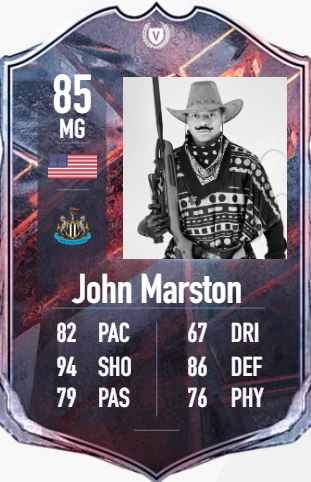 V
85
MG
John Marston
82 PAC 67 DRI
94 SHO 86 DEF
79 PAS 76 PHY